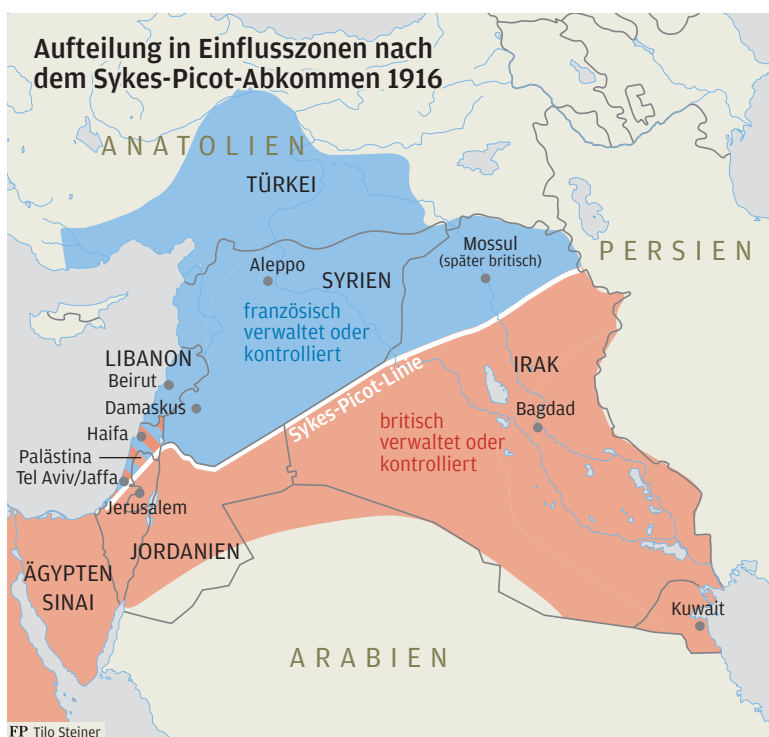 Aufteilung in Einflusszonen nach
dem Sykes-Picot-Abkommen 1916
ANATOLIEN
TÜRKEI
PERSIEN
Mossul
(später britisch)
Aleppo
SYRIEN
französisch
verwaltet oder
kontrolliert
LIBANON
Beirut
Damaskus
Sykes-Picot-Linie
IRAK
Bagdad
britisch
verwaltet oder
kontrolliert
Haifa
Palästina
Tel Aviv/Jaffa
Jerusalem
JORDANIEN
ÄGYPTEN
SINAI
Kuwait
ARABIEN
FP Tilo Steiner